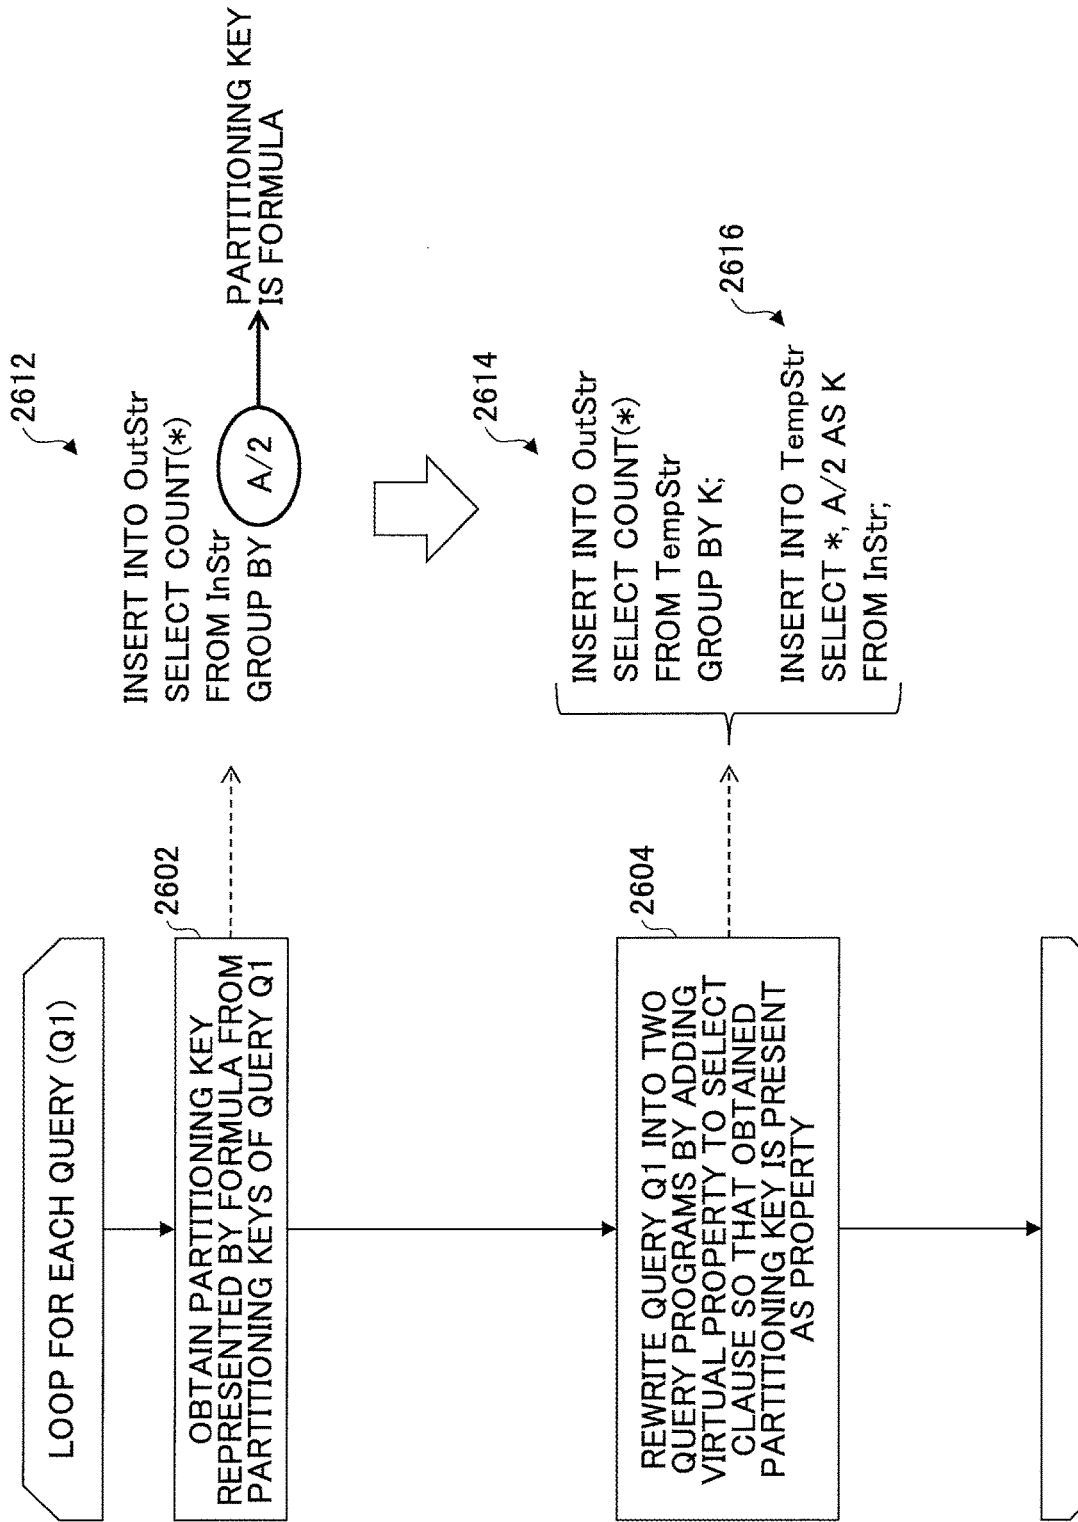 LOOP FOR EACH QUERY (Q1)
2602
OBTAIN PARTITIONING KEY
REPRESENTED BY FORMULA FROM
PARTITIONING KEYS OF QUERY Q1
2612
INSERT INTO OutStr
SELECT COUNT(*)
FROM InStr
GROUP BY A/2
PARTITIONING KEY
IS FORMULA
2604
REWRITE QUERY Q1 INTO TWO
QUERY PROGRAMS BY ADDING
VIRTUAL PROPERTY TO SELECT
CLAUSE SO THAT OBTAINED
PARTITIONING KEY IS PRESENT
AS PROPERTY
2614
INSERT INTO OutStr
SELECT COUNT(*)
FROM TempStr
GROUP BY K;
2616
INSERT INTO TempStr
SELECT *, A/2 AS K
FROM InStr;